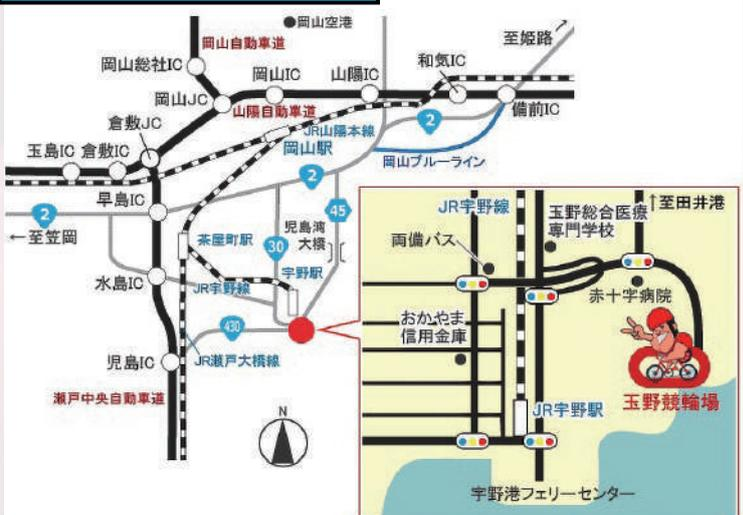 岡山空港
岡山自動車道
至姫路
岡山総社IC
岡山IC
山陽IC
和気IC
岡山JC
山陽自動車道
備前IC
倉敷JC
JR山陽本線
2
玉島IC
倉敷IC
岡山駅
岡山ブルーライン
2
早島IC
45
2
←至笠岡
茶屋町駅
30
児島湾
大橋
宇野駅
水島IC
JR宇野線
430
児島IC
JR瀬戸大橋線
瀬戸中央自動車道
N
JR宇野線
玉野総合医療
専門学校
↑至田井港
両備バス
赤十字病院
おかやま
信用金庫
玉野競輪場
JR宇野駅
宇野港フェリーセンター